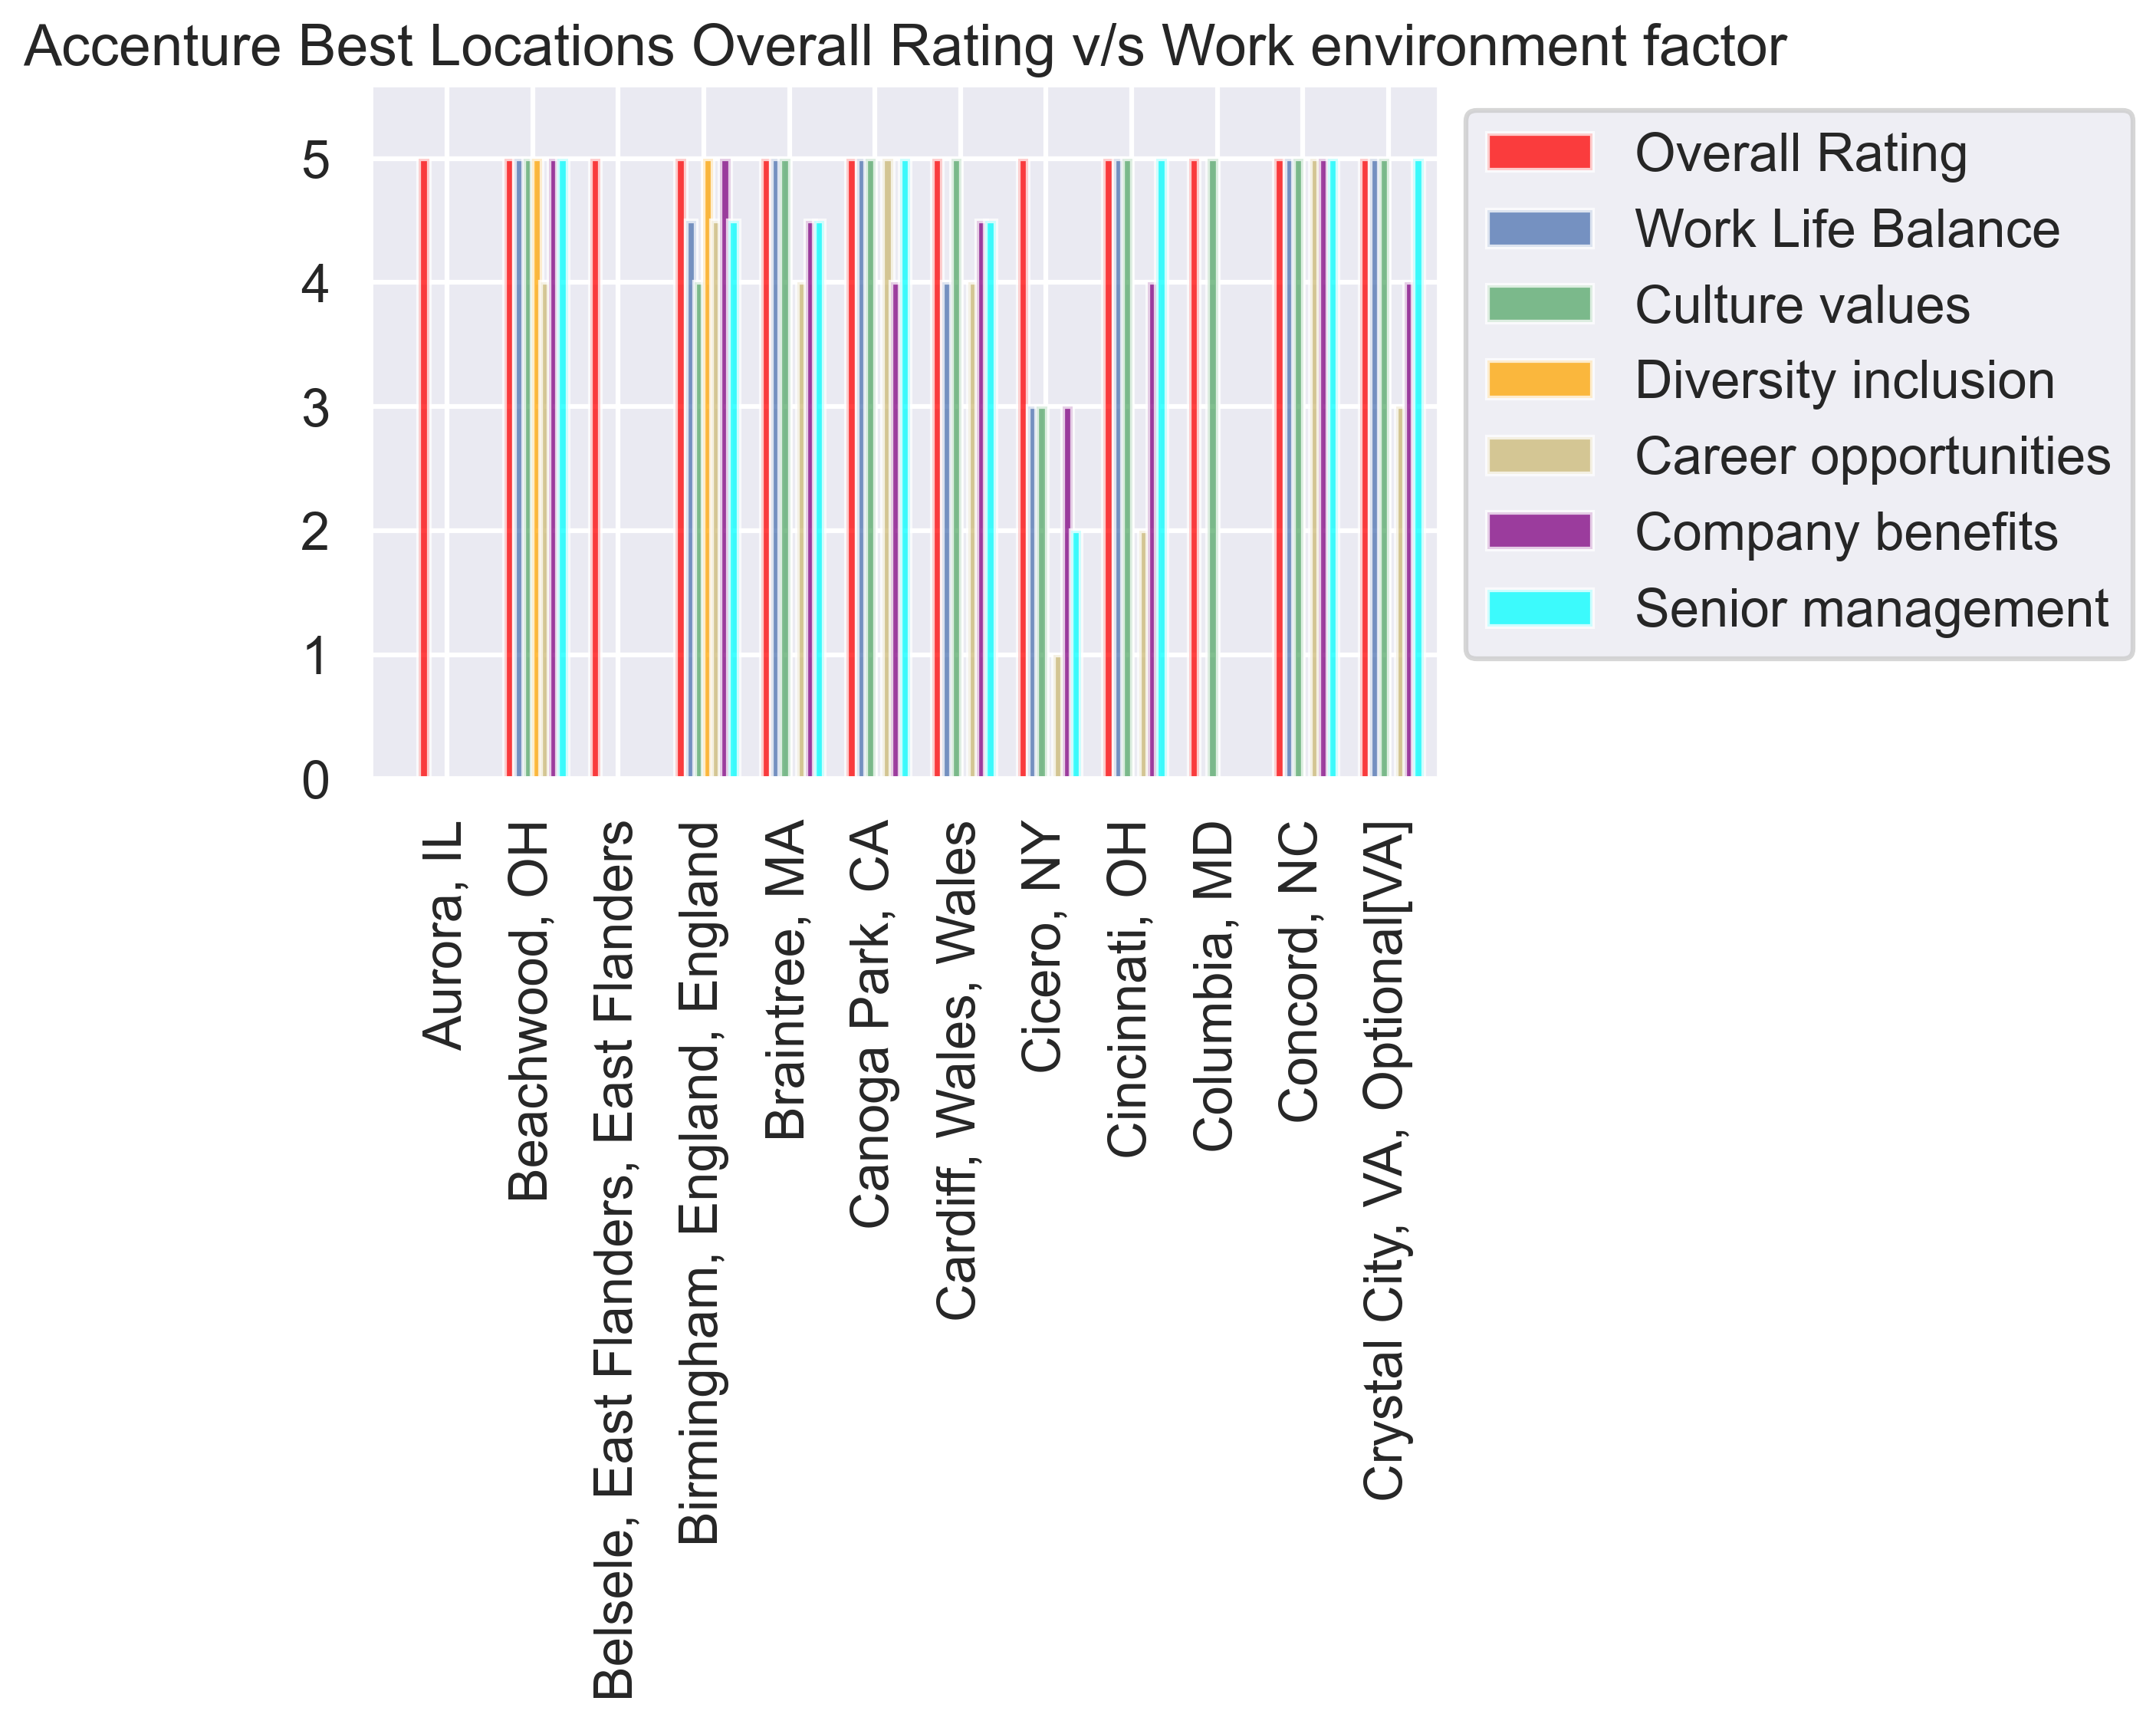 Accenture Best Locations Overall Rating v/s Work environment factor
5
4
3
2
1
0
Overall Rating
Work Life Balance
Culture values
Diversity inclusion
Career opportunities
Company benefits
Senior management
Aurora, IL
Beachwood, OH
Belsele, East Flanders, East Flanders
Birmingham, England, England
Braintree, MA
Canoga Park, CA
Cardiff, Wales, Wales
Cicero, NY
Cincinnati, OH
Columbia, MD
Concord, NC
Crystal City, VA, Optional[VA]